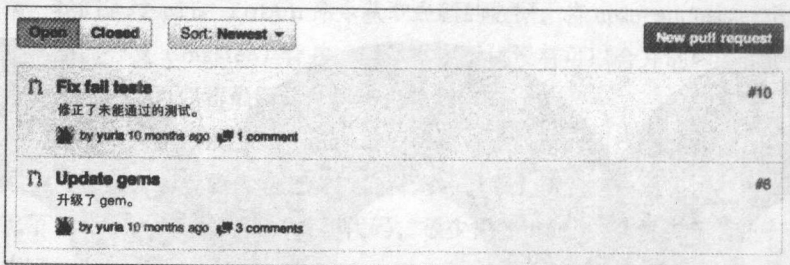 Open Closed Sort: Newest New pull request
Fix fail tests #10
修正了未能通过的测试。
by yuria 10 months ago 1 comment
Update gems #6
升级了 gem。
by yuria 10 months ago 3 comments